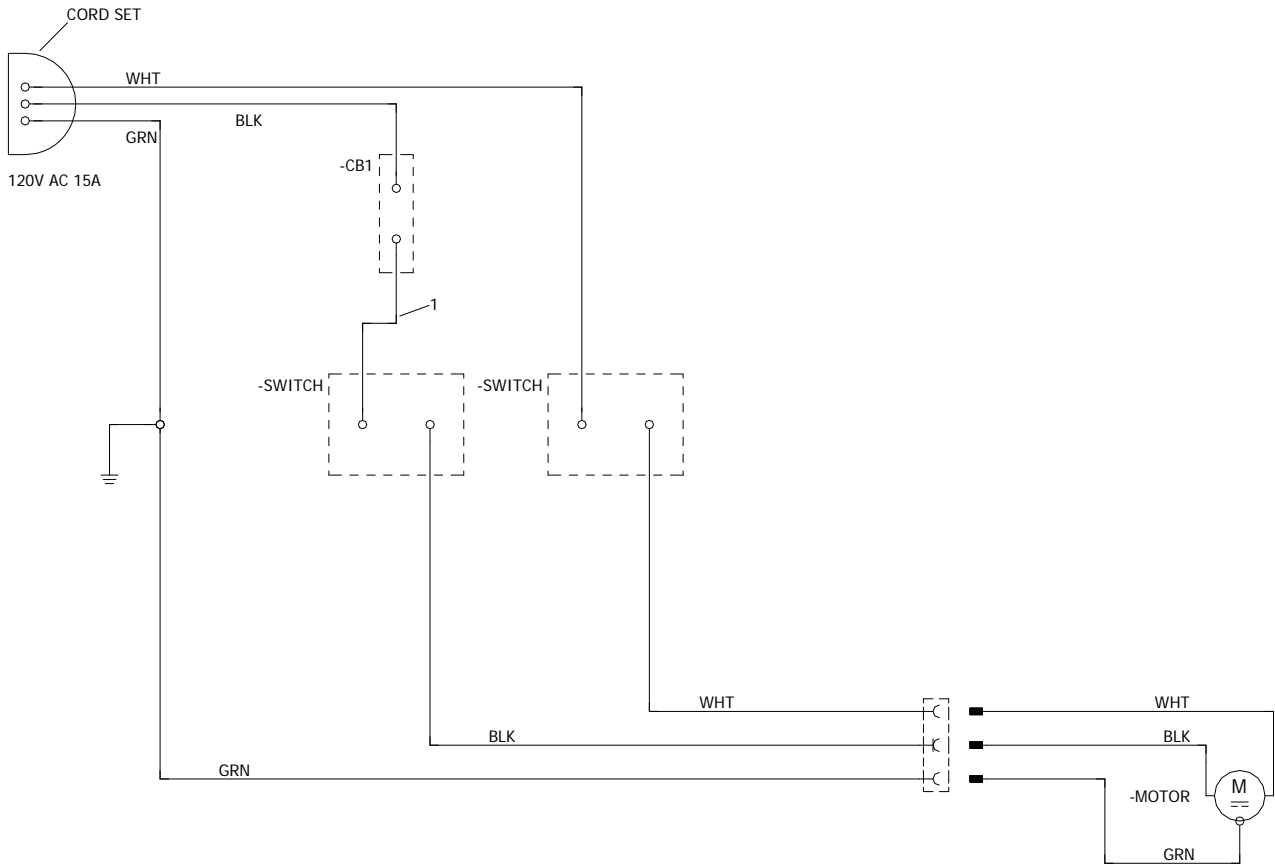 CORD SET
WHT
BLK
GRN
-CB1
120V AC 15A
1
-SWITCH
-SWITCH
WHT
WHT
BLK
BLK
GRN
M
-MOTOR
GRN